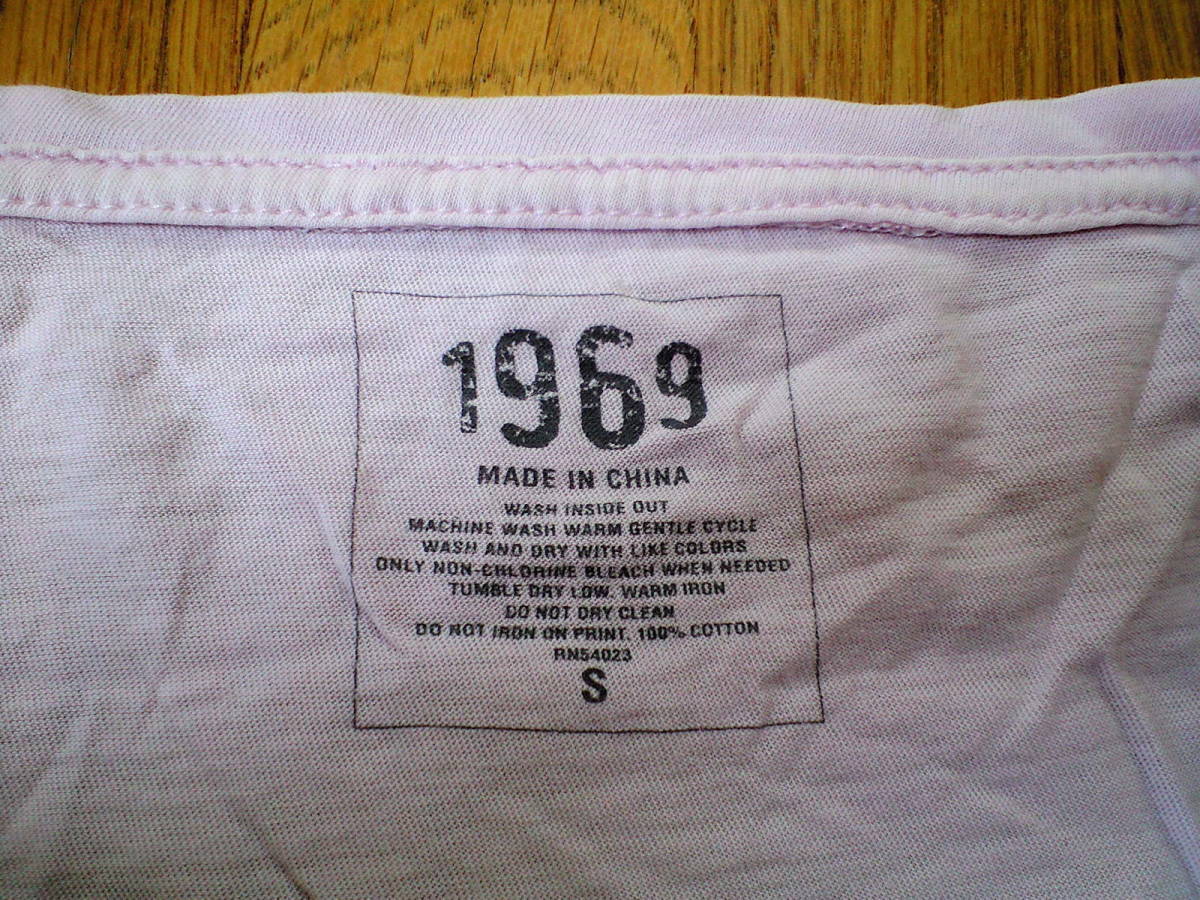 1969
MADE IN CHINA
WASH INSIDE OUT
MACHINE WASH WARM GENTLE CYCLE
WASH AND DRY WITH LIKE COLORS
ONLY NON-CHLORINE BLEACH WHEN NEEDED
TUMBLE DRY LOW. WARM IRON
DO NOT DRY CLEAN
DO NOT IRON ON PRINT. 100% COTTON
RN54023
S